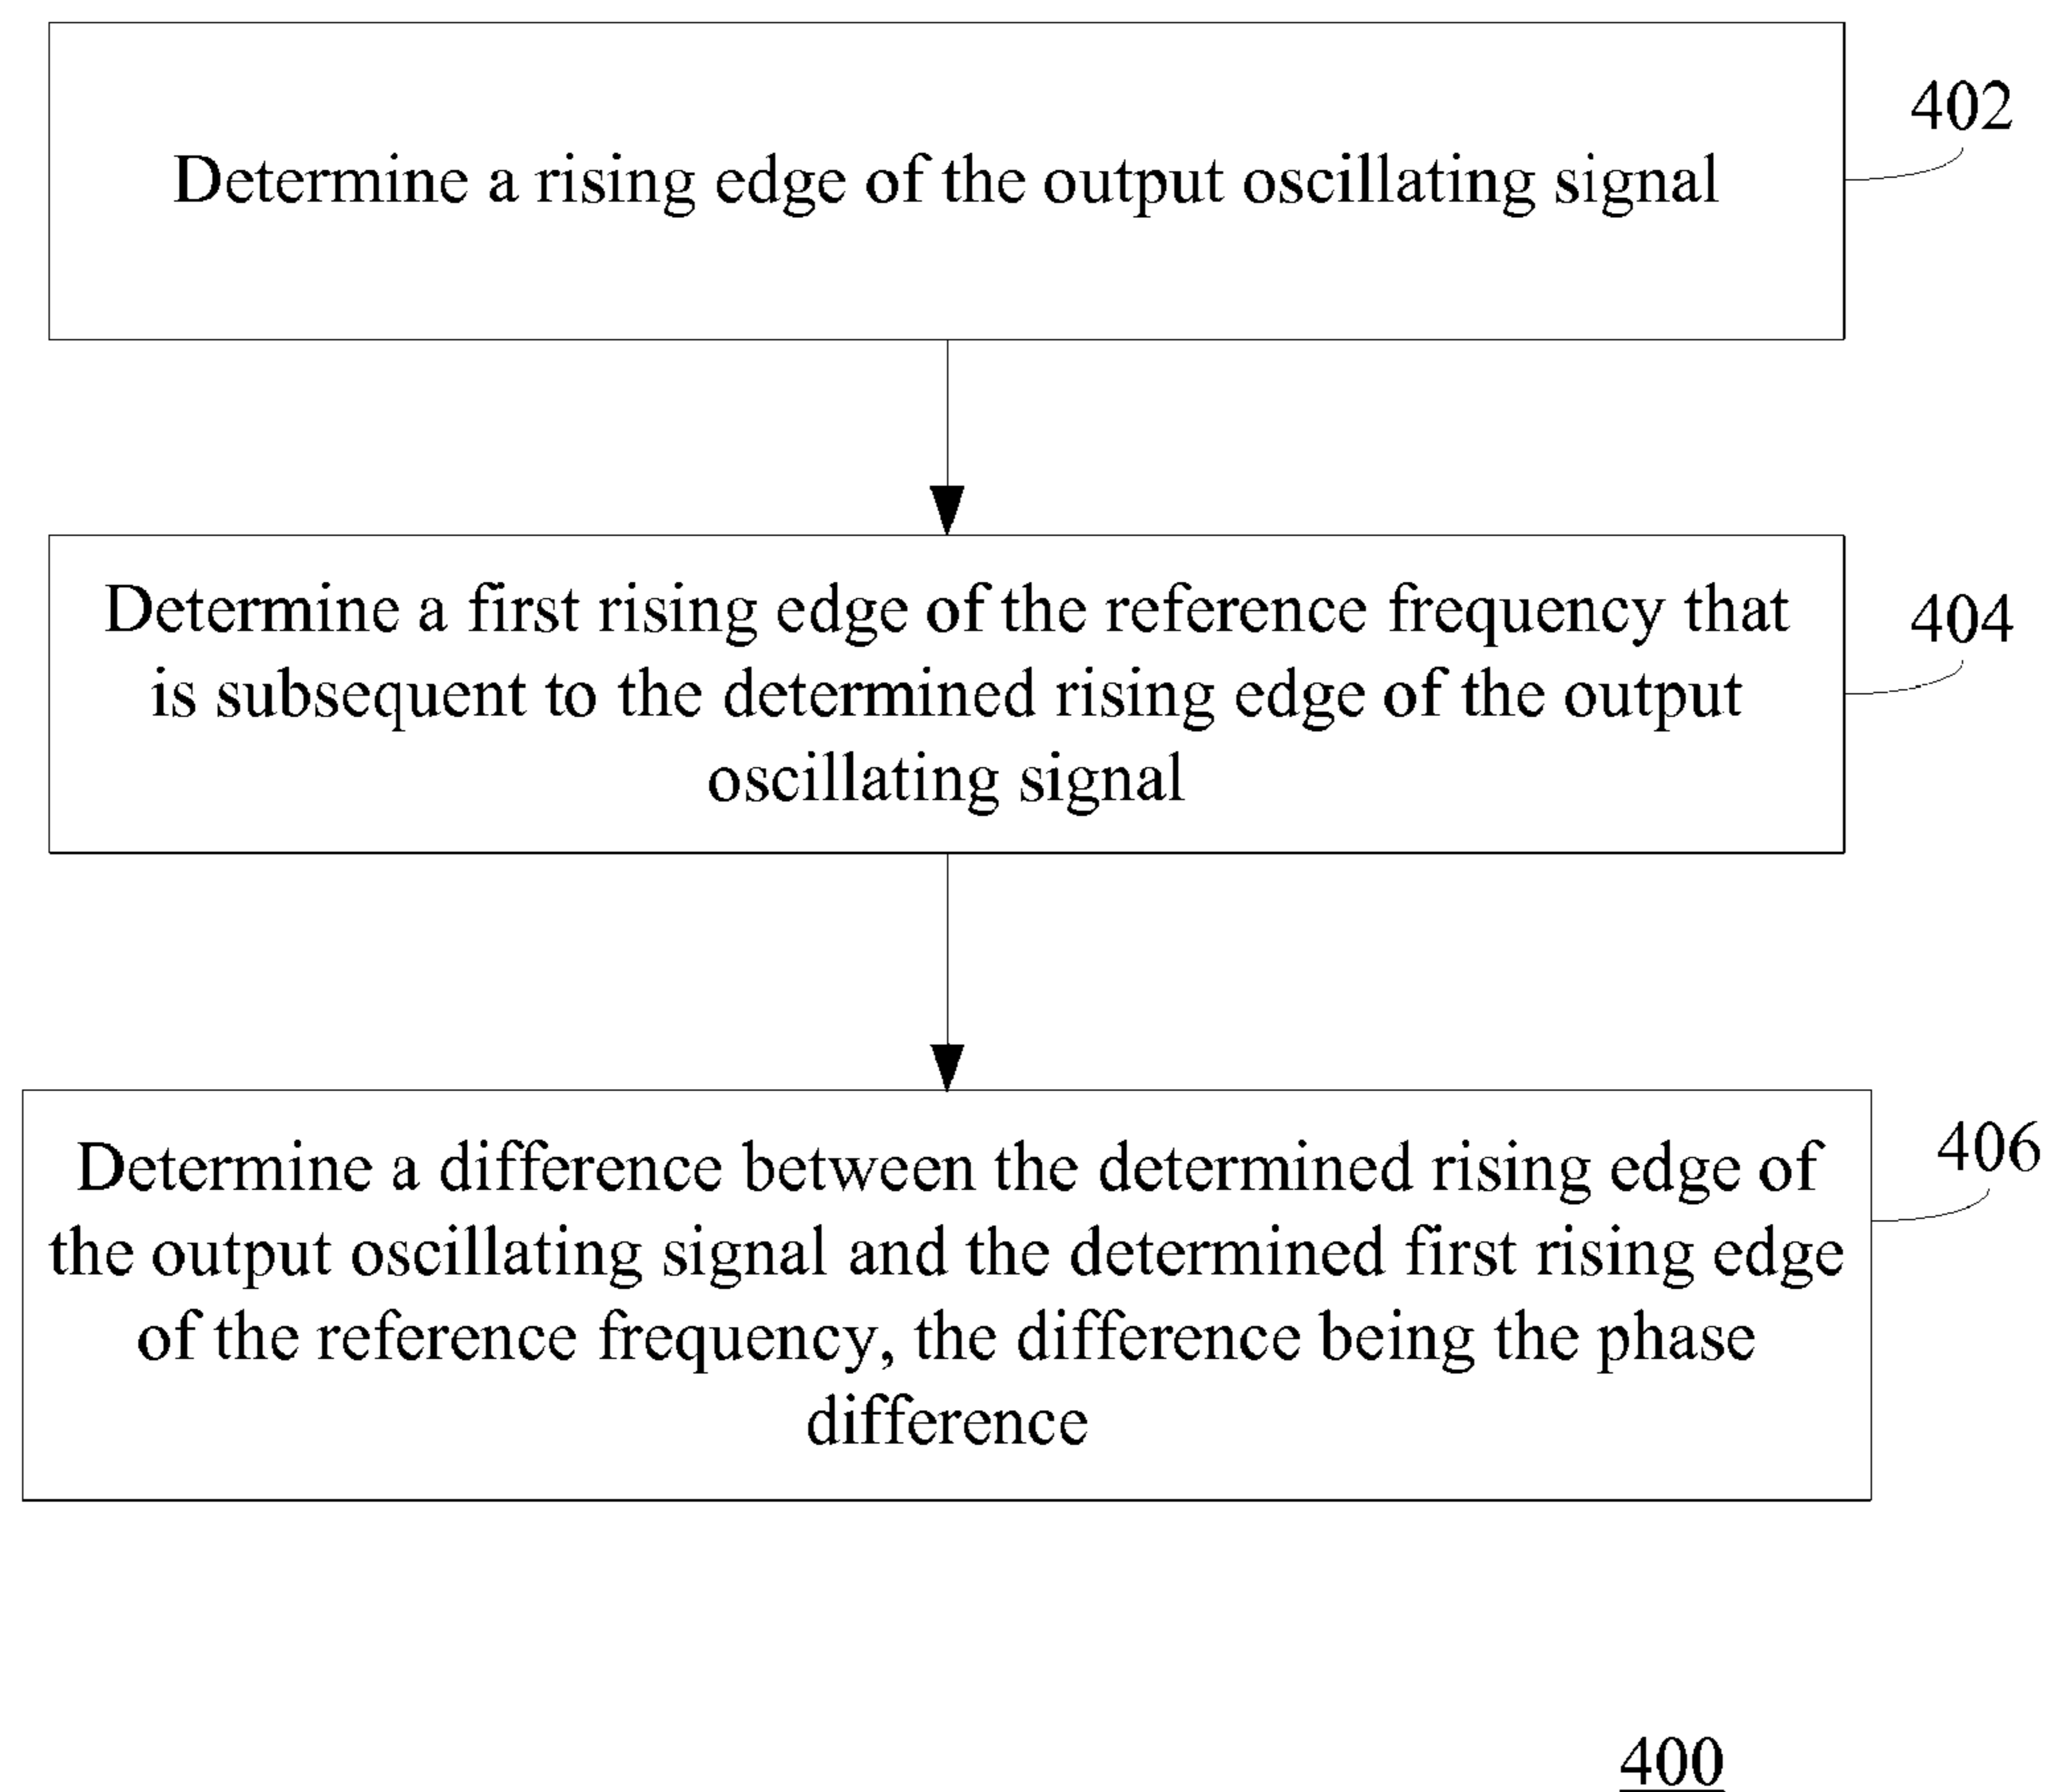 Determine a rising edge of the output oscillating signal
402
Determine a first rising edge of the reference frequency that
is subsequent to the determined rising edge of the output
oscillating signal
404
Determine a difference between the determined rising edge of
the output oscillating signal and the determined first rising edge
of the reference frequency, the difference being the phase
difference
406
400